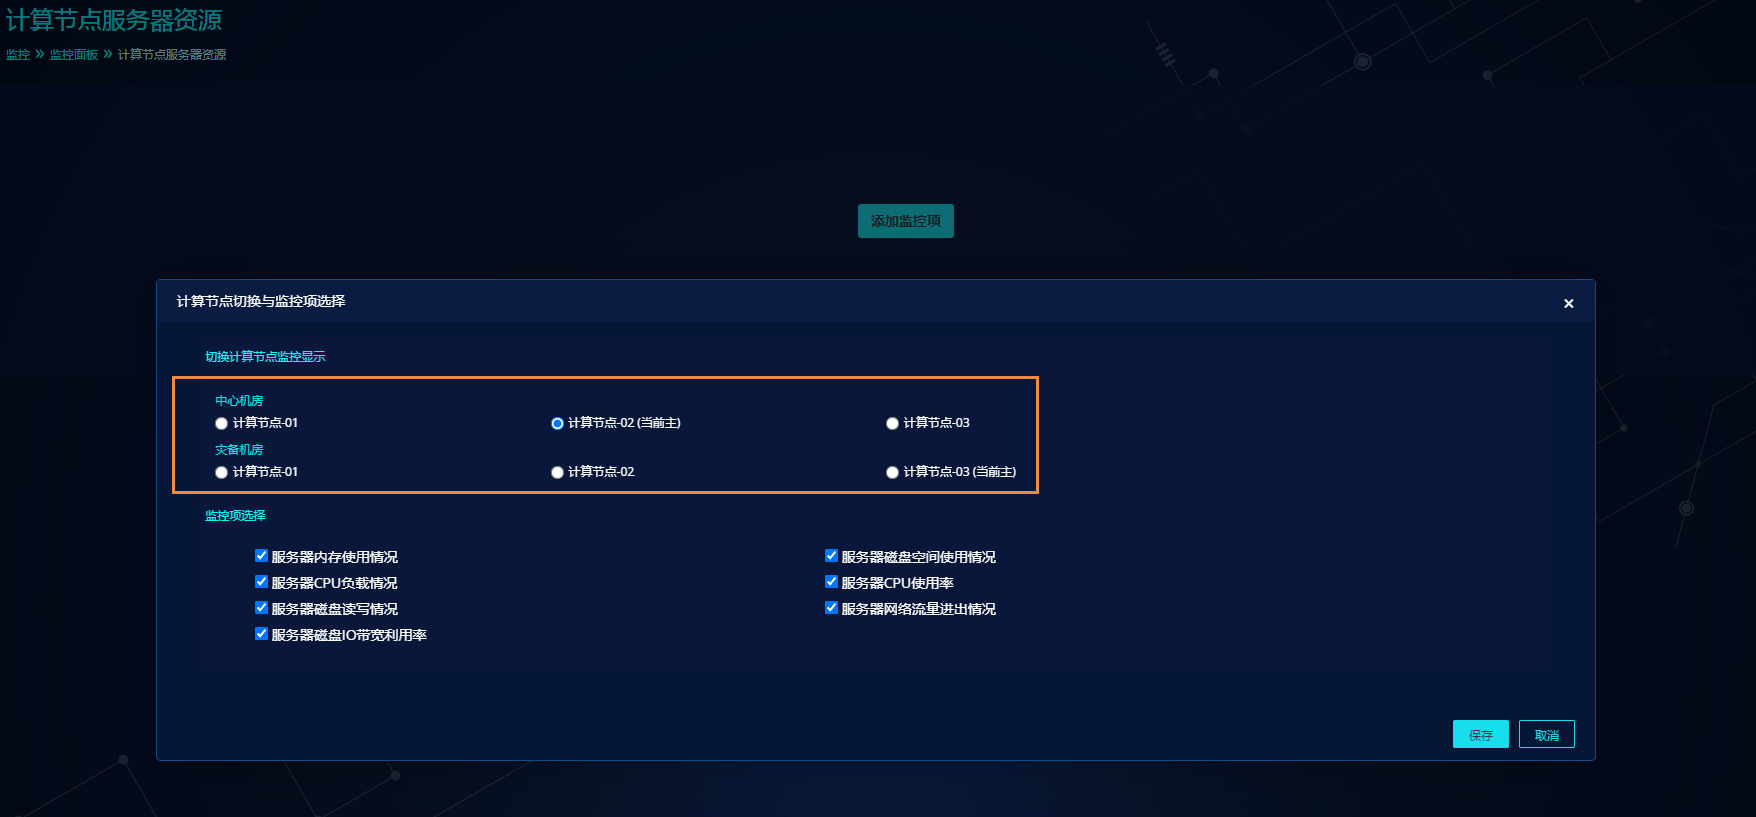 计算节点服务器资源
监控 » 监控面板 » 计算节点服务器资源
添加监控项
计算节点切换与监控项选择 ×
切换计算节点监控显示
中心机房
计算节点-01 计算节点-02 (当前主) 计算节点-03
灾备机房
计算节点-01 计算节点-02 计算节点-03 (当前主)
监控项选择
服务器内存使用情况 服务器磁盘空间使用情况
服务器CPU负载情况 服务器CPU使用率
服务器磁盘读写情况 服务器网络流量进出情况
服务器磁盘IO带宽利用率
保存 取消